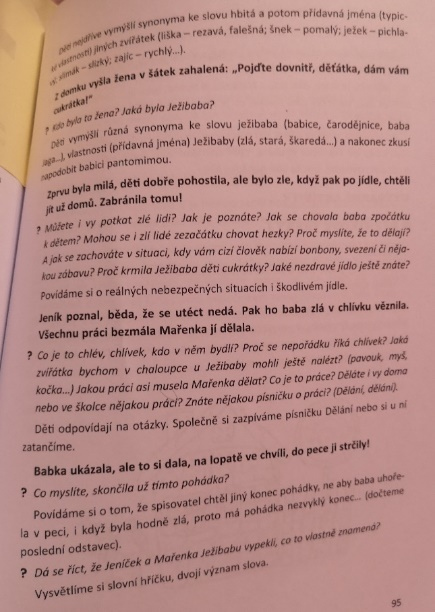 Děti nejdříve vymýšlí synonyma ke slovu hbitá a potom přídavná jména (typic-
ké vlastnosti) jiných zvířátek (liška – rezavá, falešná; šnek – pomalý; ježek – pichla-
vý; slimák – slizký; zajíc – rychlý...).
Z domku vyšla žena v šátek zahalená: „Pojďte dovnitř, děťátka, dám vám
cukrátka!“
? Kdo byla ta žena? Jaká byla Ježibaba?
Děti vymýšlí různá synonyma ke slovu ježibaba (babice, čarodějnice, baba
jaga...), vlastnosti (přídavná jména) Ježibaby (zlá, stará, škaredá...) a nakonec zkusí
napodobit babici pantomimou.
Zprvu byla milá, děti dobře pohostila, ale bylo zle, když pak po jídle, chtěli
jít už domů. Zabránila tomu!
? Můžete i vy potkat zlé lidi? Jak je poznáte? Jak se chovala baba zpočátku
k dětem? Mohou se i zlí lidé zezačátku chovat hezky? Proč myslíte, že to dělají?
A jak se zachováte v situaci, kdy vám cizí člověk nabízí bonbony, svezení či něja-
kou zábavu? Proč krmila Ježibaba děti cukrátky? Jaké nezdravé jídlo ještě znáte?
Povídáme si o reálných nebezpečných situacích i škodlivém jídle.
Jeník poznal, běda, že se utéct nedá. Pak ho baba zlá v chlívku věznila.
Všechnu práci bezmála Mařenka jí dělala.
? Co je to chlév, chlívek, kdo v něm bydlí? Proč se nepořádku říká chlívek? Jaká
zvířátka bychom v chaloupce u Ježibaby mohli ještě nalézt? (pavouk, myš,
kočka...) Jakou práci asi musela Mařenka dělat? Co je to práce? Děláte i vy doma
nebo ve školce nějakou práci? Znáte nějakou písničku o práci? (Dělání, dělání).
Děti odpovídají na otázky. Společně si zazpíváme písničku Dělání nebo si u ní
zatančíme.
Babka ukázala, ale to si dala, na lopatě ve chvíli, do pece ji strčily!
? Co myslíte, skončila už tímto pohádka?
Povídáme si o tom, že spisovatel chtěl jiný konec pohádky, ne aby baba uhoře-
la v peci, i když byla hodně zlá, proto má pohádka nezvyklý konec... (dočteme
poslední odstavec).
? Dá se říct, že Jeníček a Mařenka Ježibabu vypekli, co to vlastně znamená?
Vysvětlíme si slovní hříčku, dvojí význam slova.
95